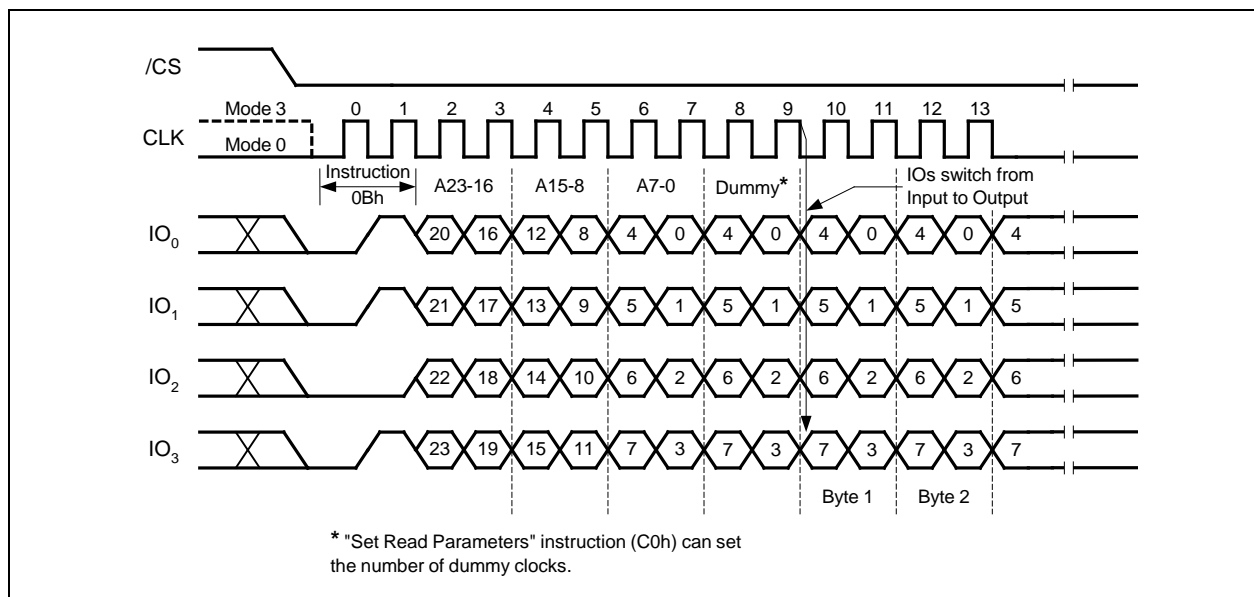 /CS
Mode 3 0 1 2 3 4 5 6 7 8 9 10 11 12 13
CLK
Mode 0
Instruction
0Bh
A23-16 A15-8 A7-0 Dummy*
IOs switch from
Input to Output
IO0 20 16 12 8 4 0 4 0 4 0 4 0 4
IO1 21 17 13 9 5 1 5 1 5 1 5 1 5
IO2 22 18 14 10 6 2 6 2 6 2 6 2 6
IO3 23 19 15 11 7 3 7 3 7 3 7 3 7
Byte 1 Byte 2
* "Set Read Parameters" instruction (C0h) can set
the number of dummy clocks.